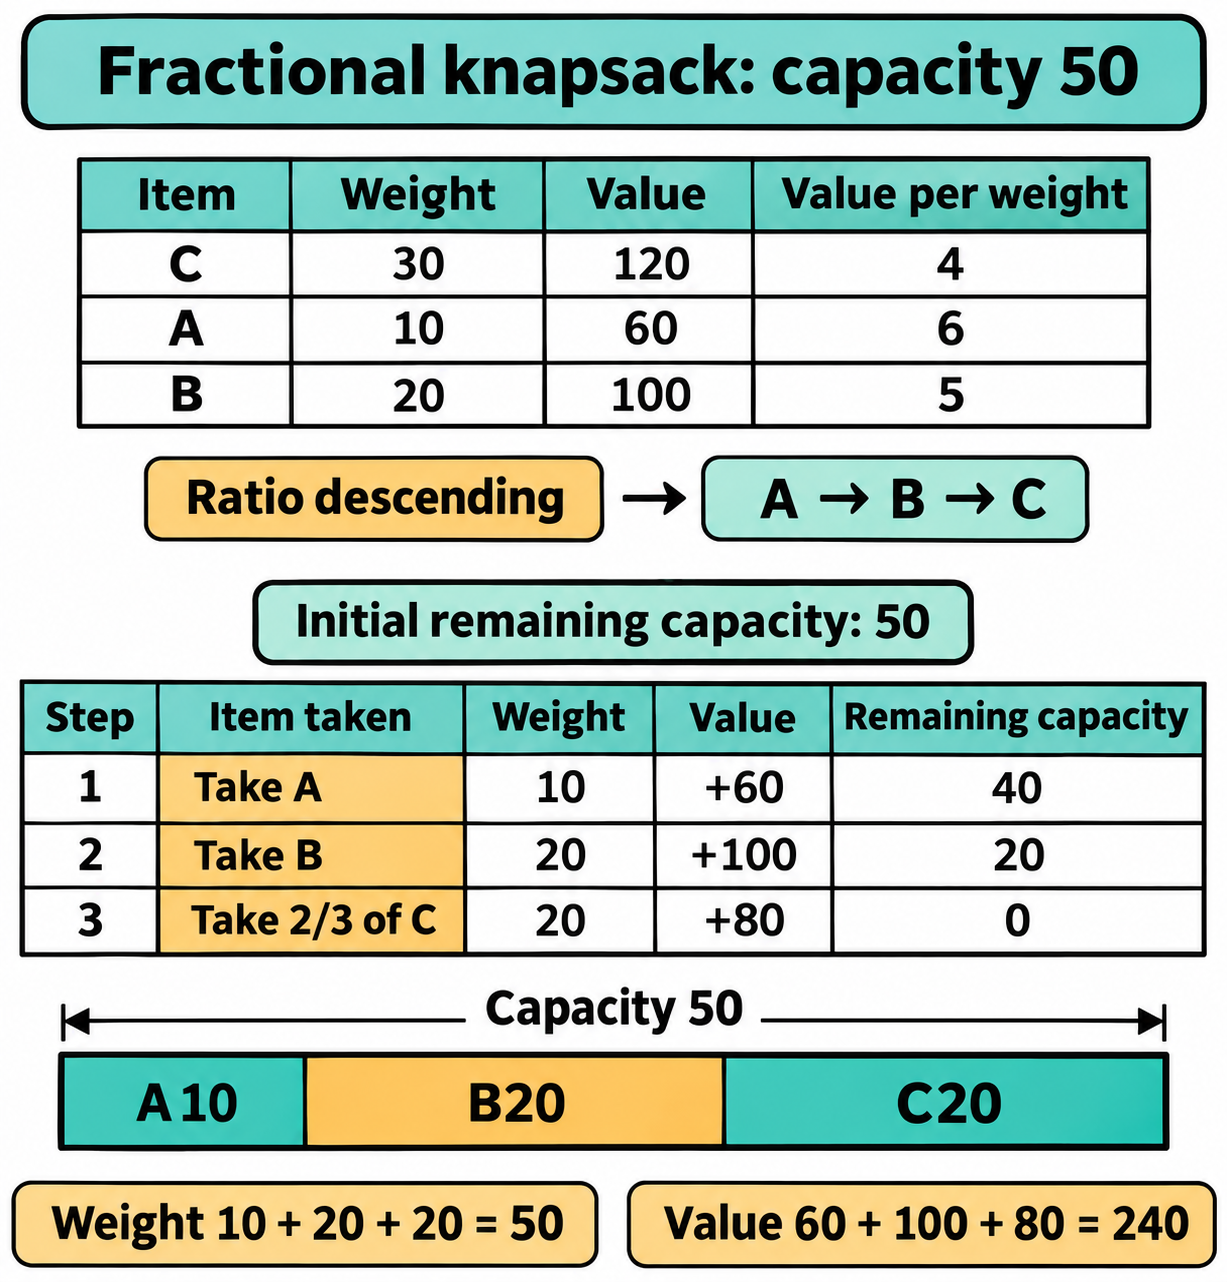 Fractional knapsack: capacity 50
Item Weight Value Value per weight
C 30 120 4
A 10 60 6
B 20 100 5
Ratio descending → A → B → C
Initial remaining capacity: 50
Step Item taken Weight Value Remaining capacity
1 Take A 10 +60 40
2 Take B 20 +100 20
3 Take 2/3 of C 20 +80 0
Capacity 50
A 10 B20 C20
Weight 10 + 20 + 20 = 50 Value 60 + 100 + 80 = 240